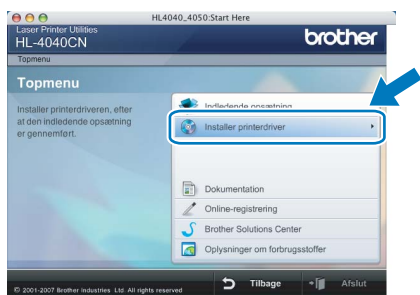 HL4040_4050:Start Here
Laser Printer Utilities
HL-4040CN
brother
Topmenu
Topmenu
Installer printerdriveren, efter
at den indledende opsætning
er gennemført.
Indledende opsætning
Installer printerdriver
Dokumentation
Online-registrering
Brother Solutions Center
Oplysninger om forbrugsstoffer
© 2001-2007 Brother Industries Ltd. All rights reserved
Tilbage
Afslut